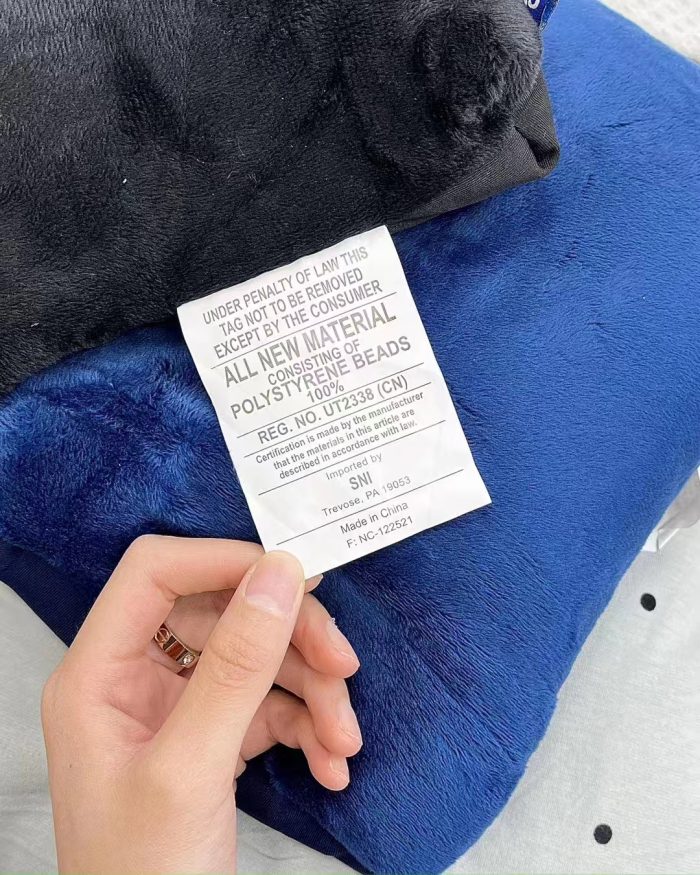 UNDER PENALTY OF LAW THIS
TAG NOT TO BE REMOVED
EXCEPT BY THE CONSUMER
ALL NEW MATERIAL
CONSISTING OF
POLYSTYRENE BEADS
100%
REG. NO. UT2338 (CN)
Certification is made by the manufacturer
that the materials in this article are
described in accordance with law.
Imported by
SNI
Trevose, PA 19053
Made in China
F: NC-122521